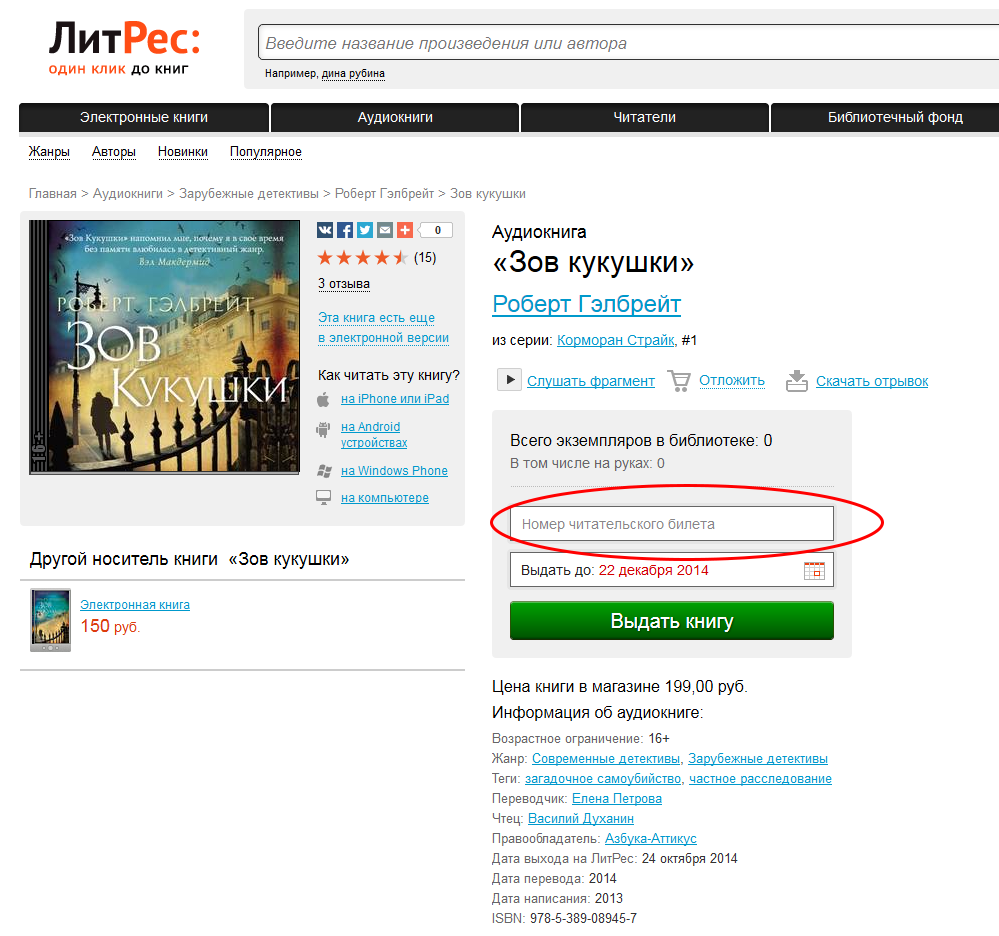 ЛитРес:
один клик до книг
Введите название произведения или автора
Например, дина рубина
Электронные книги
Аудиокниги
Читатели
Библиотечный фонд
Жанры Авторы Новинки Популярное
Главная > Аудиокниги > Зарубежные детективы > Роберт Гэлбрейт > Зов кукушки
«Зов Кукушки» напомнил мне, почему я в свое время
без памяти влюбилась в детективный жанр.
Вэл Макдермид
РОБЕРТ ГЭЛБРЕЙТ
Зов
Кукушки
16+
0
(15)
3 отзыва
Эта книга есть еще
в электронной версии
Как читать эту книгу?
на iPhone или iPad
на Android
устройствах
на Windows Phone
на компьютере
Другой носитель книги «Зов кукушки»
Электронная книга
150 руб.
Аудиокнига
«Зов кукушки»
Роберт Гэлбрейт
из серии: Корморан Страйк, #1
Слушать фрагмент Отложить Скачать отрывок
Всего экземпляров в библиотеке: 0
В том числе на руках: 0
Номер читательского билета
Выдать до: 22 декабря 2014
Выдать книгу
Цена книги в магазине 199,00 руб.
Информация об аудиокниге:
Возрастное ограничение: 16+
Жанр: Современные детективы, Зарубежные детективы
Теги: загадочное самоубийство, частное расследование
Переводчик: Елена Петрова
Чтец: Василий Духанин
Правообладатель: Азбука-Аттикус
Дата выхода на ЛитРес: 24 октября 2014
Дата перевода: 2014
Дата написания: 2013
ISBN: 978-5-389-08945-7